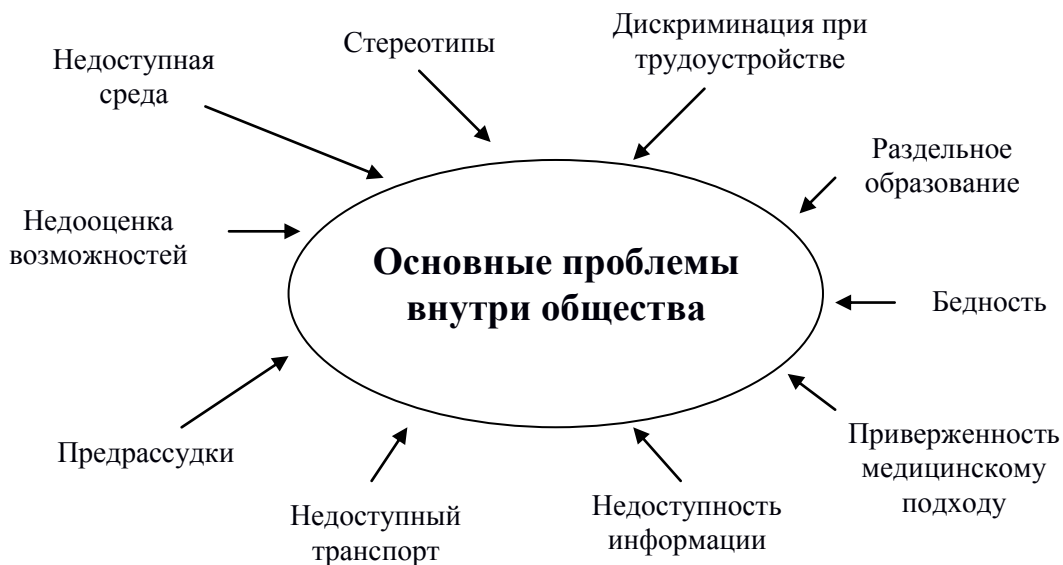 Стереотипы
Дискриминация при
трудоустройстве
Недоступная
среда
Раздельное
образование
Недооценка
возможностей
Основные проблемы
внутри общества
Бедность
Предрассудки
Приверженность
медицинскому
подходу
Недоступный
транспорт
Недоступность
информации